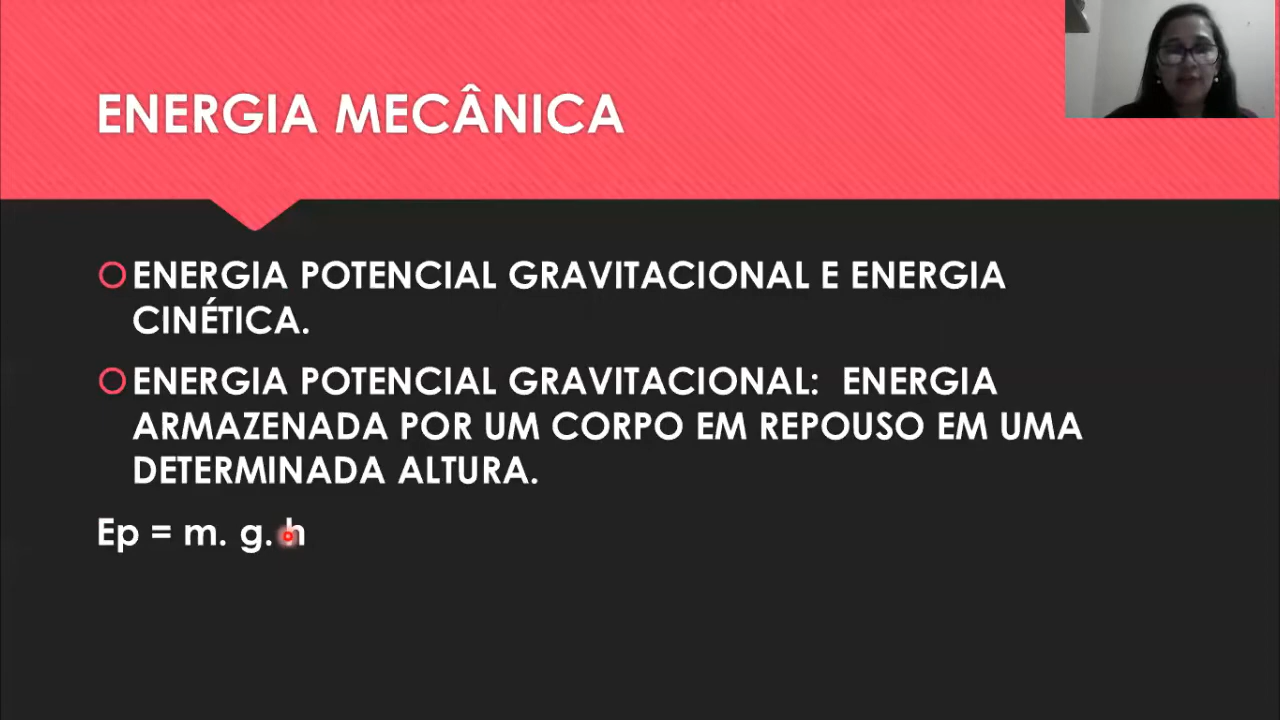 ENERGIA MECÂNICA
ENERGIA POTENCIAL GRAVITACIONAL E ENERGIA
CINÉTICA.
ENERGIA POTENCIAL GRAVITACIONAL: ENERGIA
ARMAZENADA POR UM CORPO EM REPOUSO EM UMA
DETERMINADA ALTURA.
Ep = m. g. h